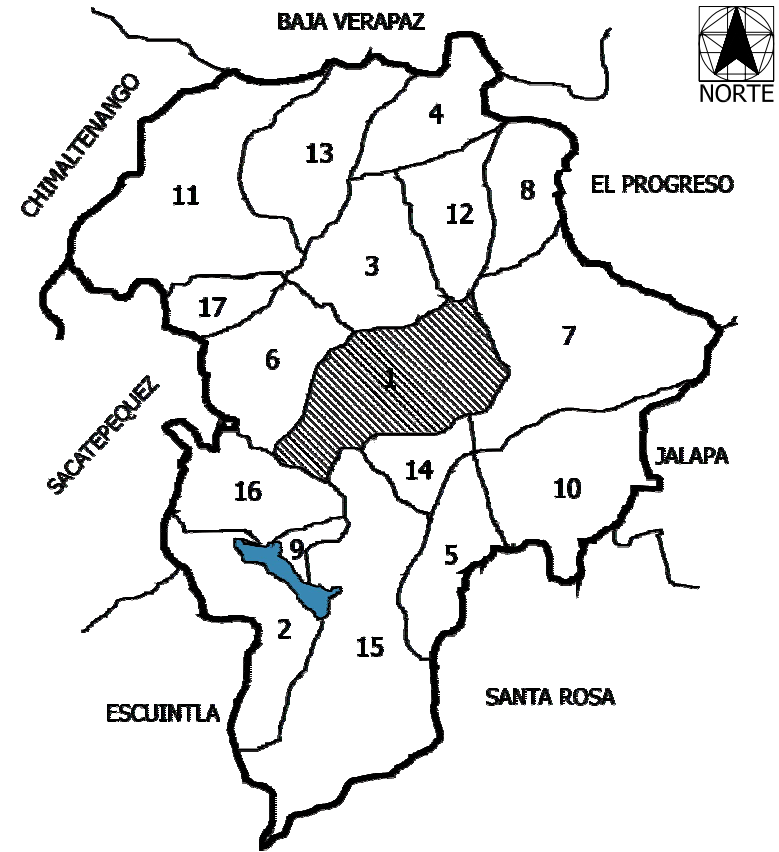 BAJA VERAPAZ
NORTE
CHIMALTENANGO
4
13
11
EL PROGRESO
8
12
3
17
7
6
1
SACATEPEQUEZ
JALAPA
14
16
10
9
5
2
15
SANTA ROSA
ESCUINTLA